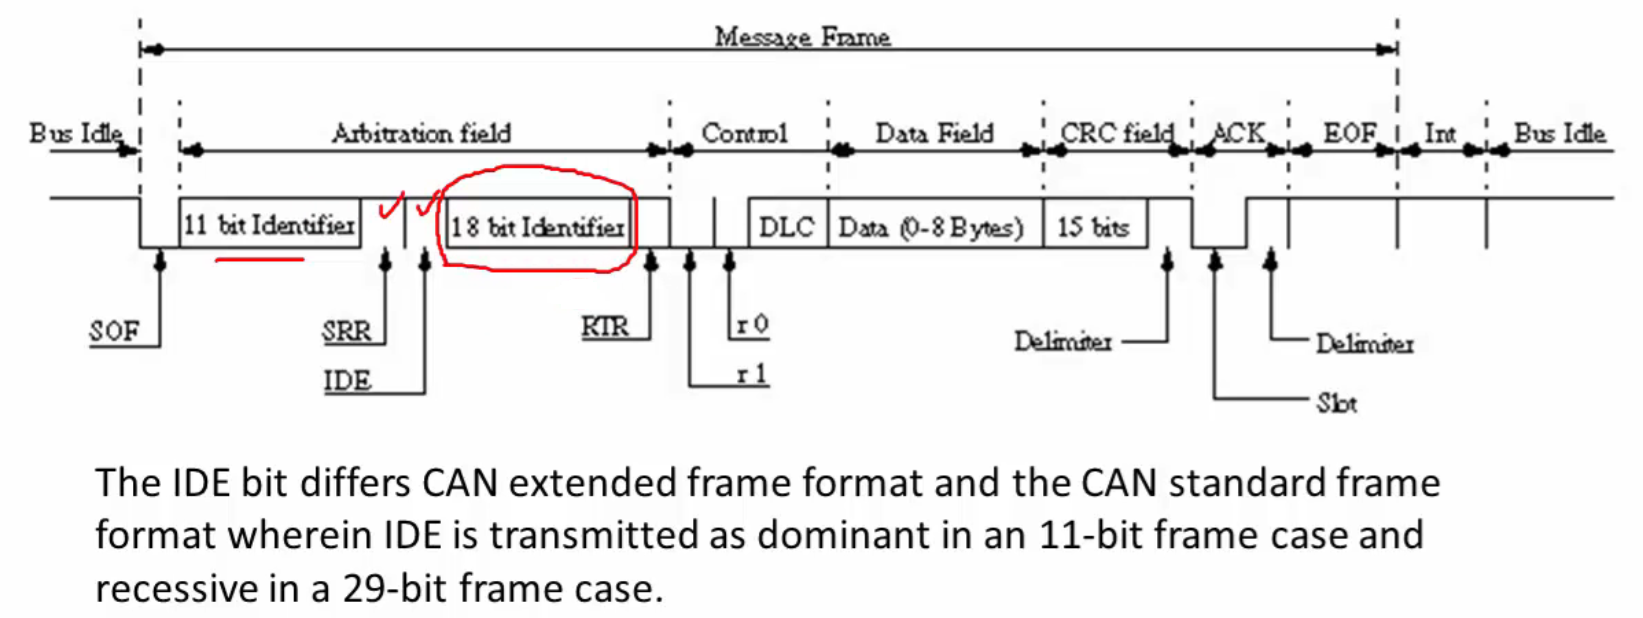 Message Frame
Bus Idle Arbitration field Control Data Field CRC field ACK EOF Int Bus Idle
11 bit Identifier 18 bit Identifier DLC Data (0-8 Bytes) 15 bits
SOF SRR RTR r 0 Delimiter Delimiter
IDE r 1
Slot
The IDE bit differs CAN extended frame format and the CAN standard frame
format wherein IDE is transmitted as dominant in an 11-bit frame case and
recessive in a 29-bit frame case.